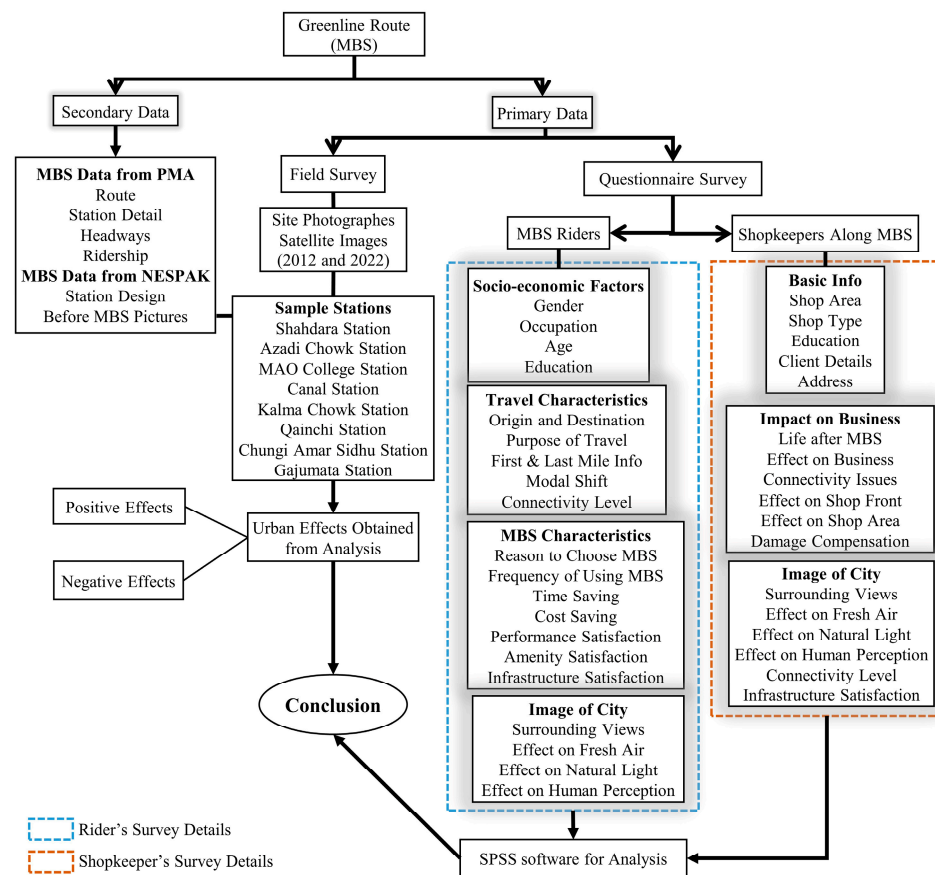 Greenline Route
(MBS)
Secondary Data
Primary Data
MBS Data from PMA
Route
Station Detail
Headways
Ridership
MBS Data from NESPAK
Station Design
Before MBS Pictures
Field Survey
Questionnaire Survey
Site Photographes
Satellite Images
(2012 and 2022)
MBS Riders
Shopkeepers Along MBS
Sample Stations
Shahdara Station
Azadi Chowk Station
MAO College Station
Canal Station
Kalma Chowk Station
Qainchi Station
Chungi Amar Sidhu Station
Gajumata Station
Socio-economic Factors
Gender
Occupation
Age
Education
Travel Characteristics
Origin and Destination
Purpose of Travel
First & Last Mile Info
Modal Shift
Connectivity Level
MBS Characteristics
Reason to Choose MBS
Frequency of Using MBS
Time Saving
Cost Saving
Performance Satisfaction
Amenity Satisfaction
Infrastructure Satisfaction
Image of City
Surrounding Views
Effect on Fresh Air
Effect on Natural Light
Effect on Human Perception
Basic Info
Shop Area
Shop Type
Education
Client Details
Address
Impact on Business
Life after MBS
Effect on Business
Connectivity Issues
Effect on Shop Front
Effect on Shop Area
Damage Compensation
Image of City
Surrounding Views
Effect on Fresh Air
Effect on Natural Light
Effect on Human Perception
Connectivity Level
Infrastructure Satisfaction
Positive Effects
Negative Effects
Urban Effects Obtained
from Analysis
Conclusion
SPSS software for Analysis
Rider's Survey Details
Shopkeeper's Survey Details